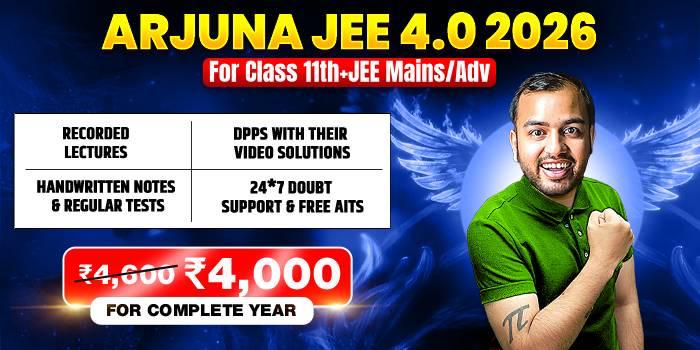 ARJUNA JEE 4.0 2026
For Class 11th+JEE Mains/Adv
RECORDED
LECTURES
DPPS WITH THEIR
VIDEO SOLUTIONS
HANDWRITTEN NOTES
& REGULAR TESTS
24*7 DOUBT
SUPPORT & FREE AITS
₹4,600 ₹4,000
FOR COMPLETE YEAR
π